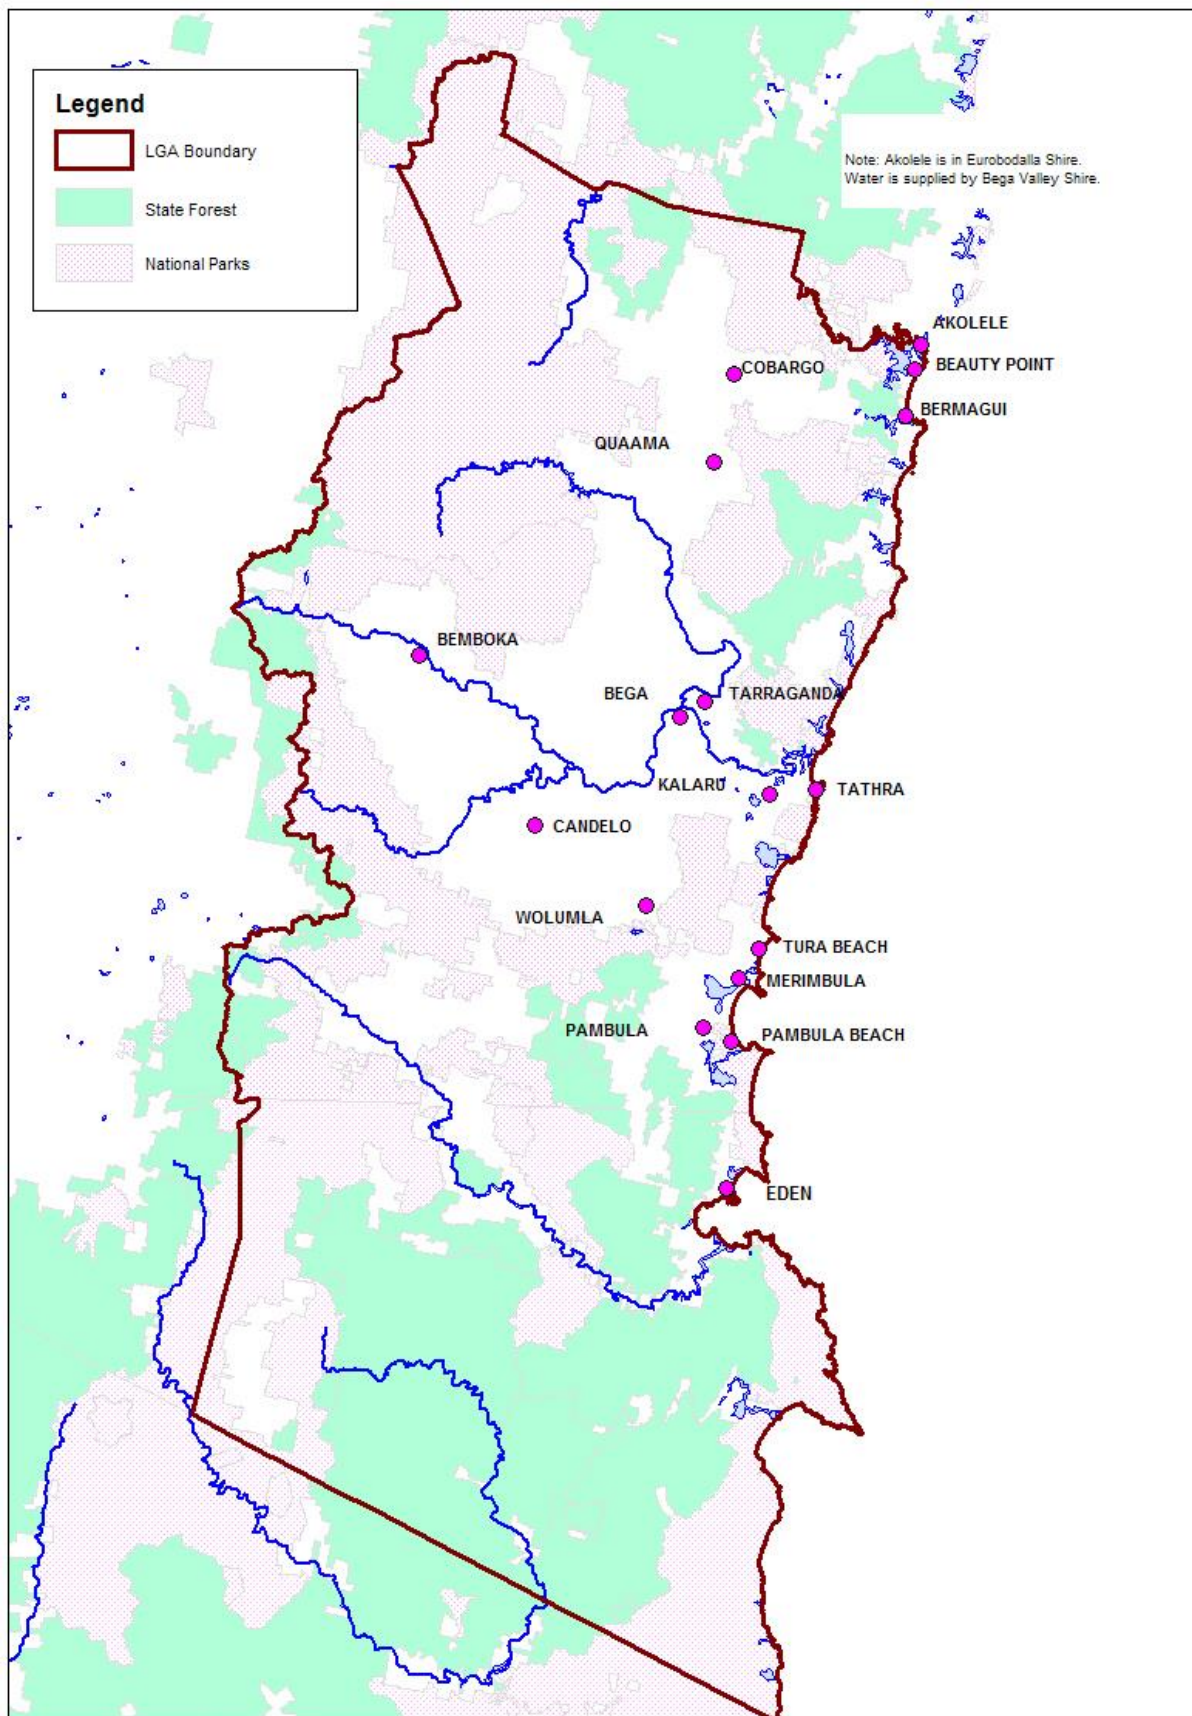 Legend
LGA Boundary
State Forest
National Parks
Note: Akolele is in Eurobodalla Shire.
Water is supplied by Bega Valley Shire.
AKOLELE
BEAUTY POINT
COBARGO
BERMAGUI
QUAAMA
BEMBOKA
BEGA
TARRAGANDA
KALARU
TATHRA
CANDELO
WOLUMLA
TURA BEACH
MERIMBULA
PAMBULA
PAMBULA BEACH
EDEN